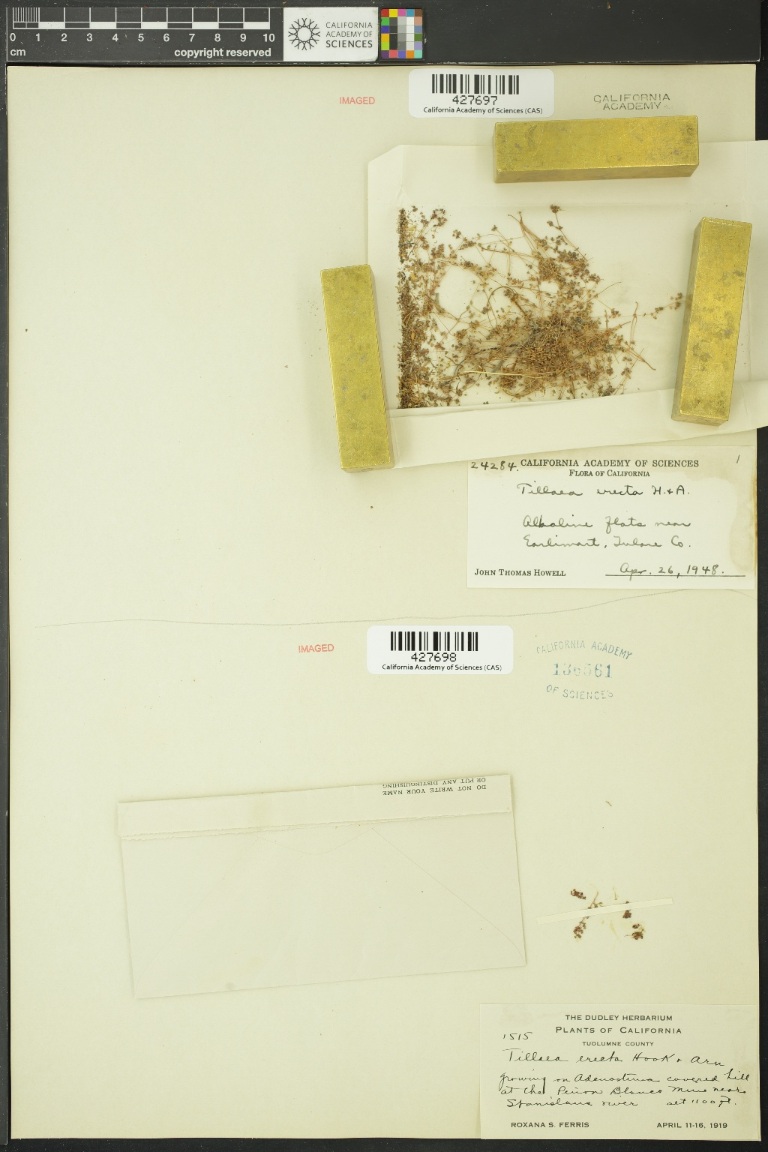 0 1 2 3 4 5 6 7 8 9 10
cm
copyright reserved
CALIFORNIA
ACADEMY OF
SCIENCES
IMAGED
427697
California Academy of Sciences (CAS)
CALIFORNIA
ACADEMY
24284. CALIFORNIA ACADEMY OF SCIENCES 1
FLORA OF CALIFORNIA
Tillaea erecta H. & A.
Alkaline flats near
Earlimart, Tulare Co.
JOHN THOMAS HOWELL Apr. 26, 1948.
IMAGED
427698
California Academy of Sciences (CAS)
CALIFORNIA ACADEMY
OF SCIENCES
DO NOT WRITE YOUR NAME
OR PUT ANY DISTINGUISHING
THE DUDLEY HERBARIUM
PLANTS OF CALIFORNIA
TUOLUMNE COUNTY
1515
Tillaea erecta Hook & Arn
growing on Adenostoma covered hill
at the Peñon Blanco Mine near
Stanislaus river alt 1100 ft.
ROXANA S. FERRIS APRIL 11-16, 1919